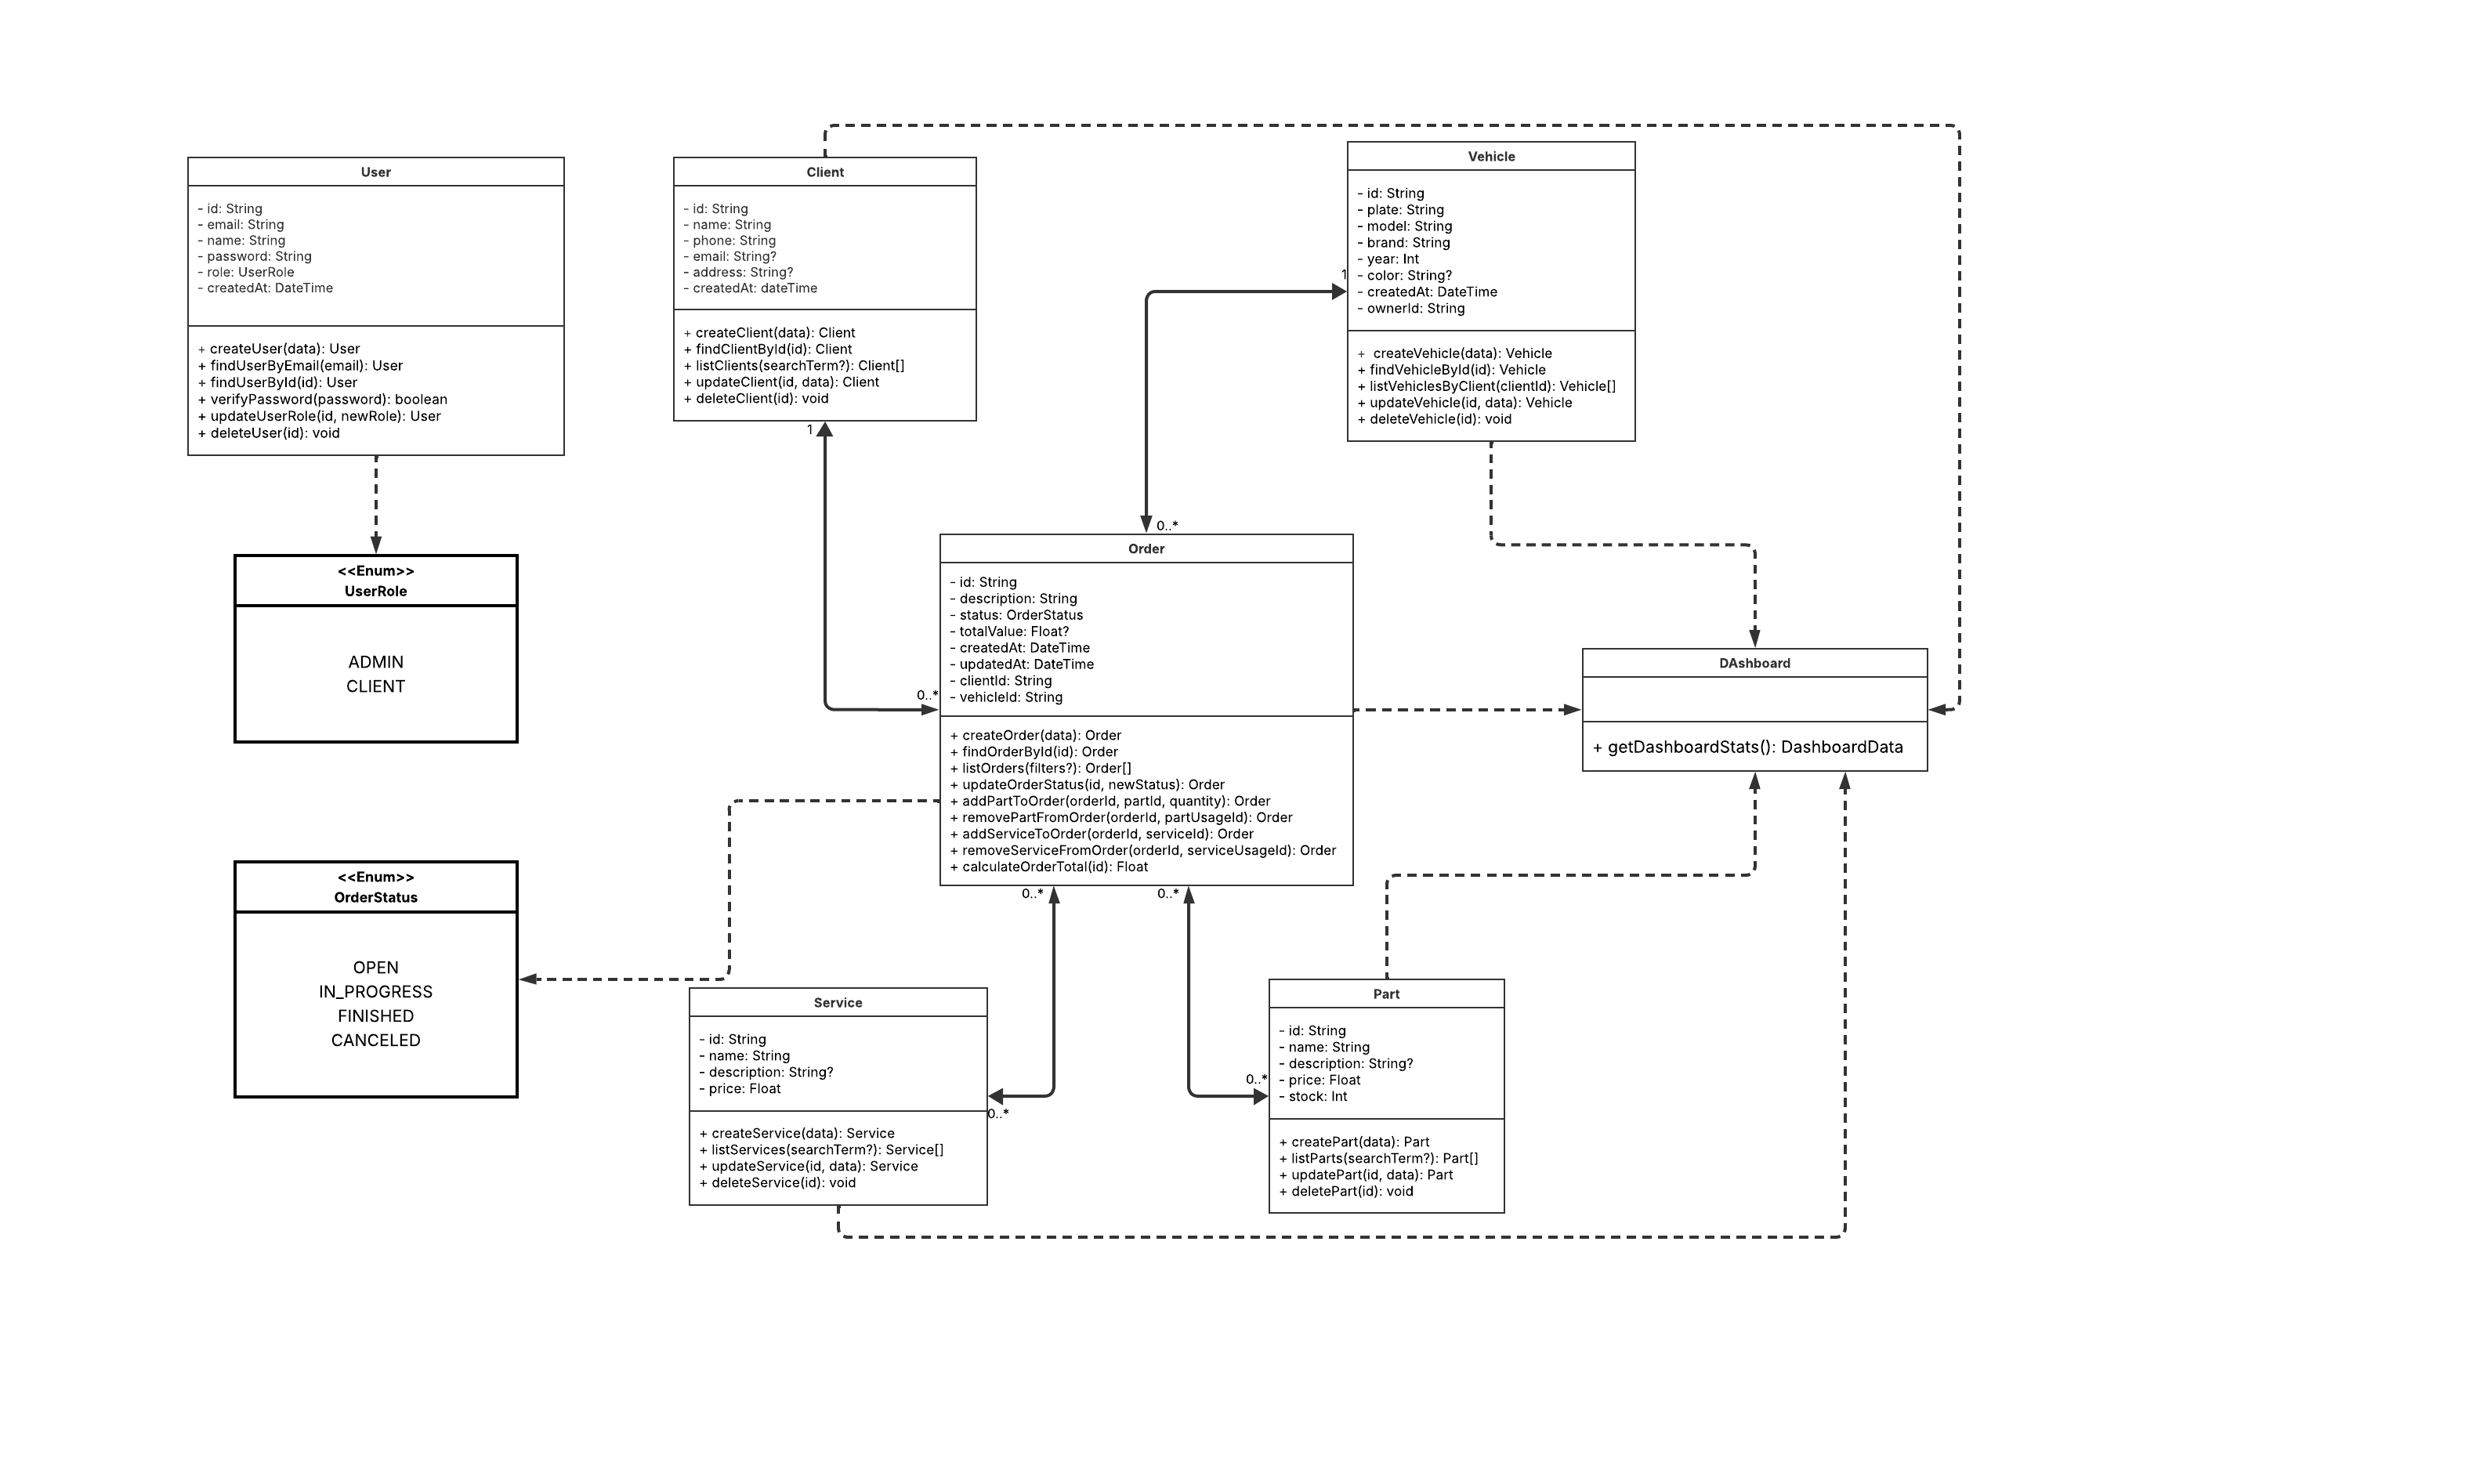 User
- id: String
- email: String
- name: String
- password: String
- role: UserRole
- createdAt: DateTime
+ createUser(data): User
+ findUserByEmail(email): User
+ findUserById(id): User
+ verifyPassword(password): boolean
+ updateUserRole(id, newRole): User
+ deleteUser(id): void
Client
- id: String
- name: String
- phone: String
- email: String?
- address: String?
- createdAt: dateTime
+ createClient(data): Client
+ findClientById(id): Client
+ listClients(searchTerm?): Client[]
+ updateClient(id, data): Client
+ deleteClient(id): void
1
Vehicle
- id: String
- plate: String
- model: String
- brand: String
- year: Int
- color: String?
- createdAt: DateTime
- ownerId: String
+  createVehicle(data): Vehicle
+ findVehicleById(id): Vehicle
+ listVehiclesByClient(clientId): Vehicle[]
+ updateVehicle(id, data): Vehicle
+ deleteVehicle(id): void
1
0..*
<<Enum>>
UserRole
ADMIN
CLIENT
0..*
Order
- id: String
- description: String
- status: OrderStatus
- totalValue: Float?
- createdAt: DateTime
- updatedAt: DateTime
- clientId: String
- vehicleId: String
+ createOrder(data): Order
+ findOrderById(id): Order
+ listOrders(filters?): Order[]
+ updateOrderStatus(id, newStatus): Order
+ addPartToOrder(orderId, partId, quantity): Order
+ removePartFromOrder(orderId, partUsageId): Order
+ addServiceToOrder(orderId, serviceId): Order
+ removeServiceFromOrder(orderId, serviceUsageId): Order
+ calculateOrderTotal(id): Float
0..*
0..*
DAshboard
+ getDashboardStats(): DashboardData
<<Enum>>
OrderStatus
OPEN
IN_PROGRESS
FINISHED
CANCELED
Service
- id: String
- name: String
- description: String?
- price: Float
+ createService(data): Service
+ listServices(searchTerm?): Service[]
+ updateService(id, data): Service
+ deleteService(id): void
0..*
0..*
Part
- id: String
- name: String
- description: String?
- price: Float
- stock: Int
+ createPart(data): Part
+ listParts(searchTerm?): Part[]
+ updatePart(id, data): Part
+ deletePart(id): void